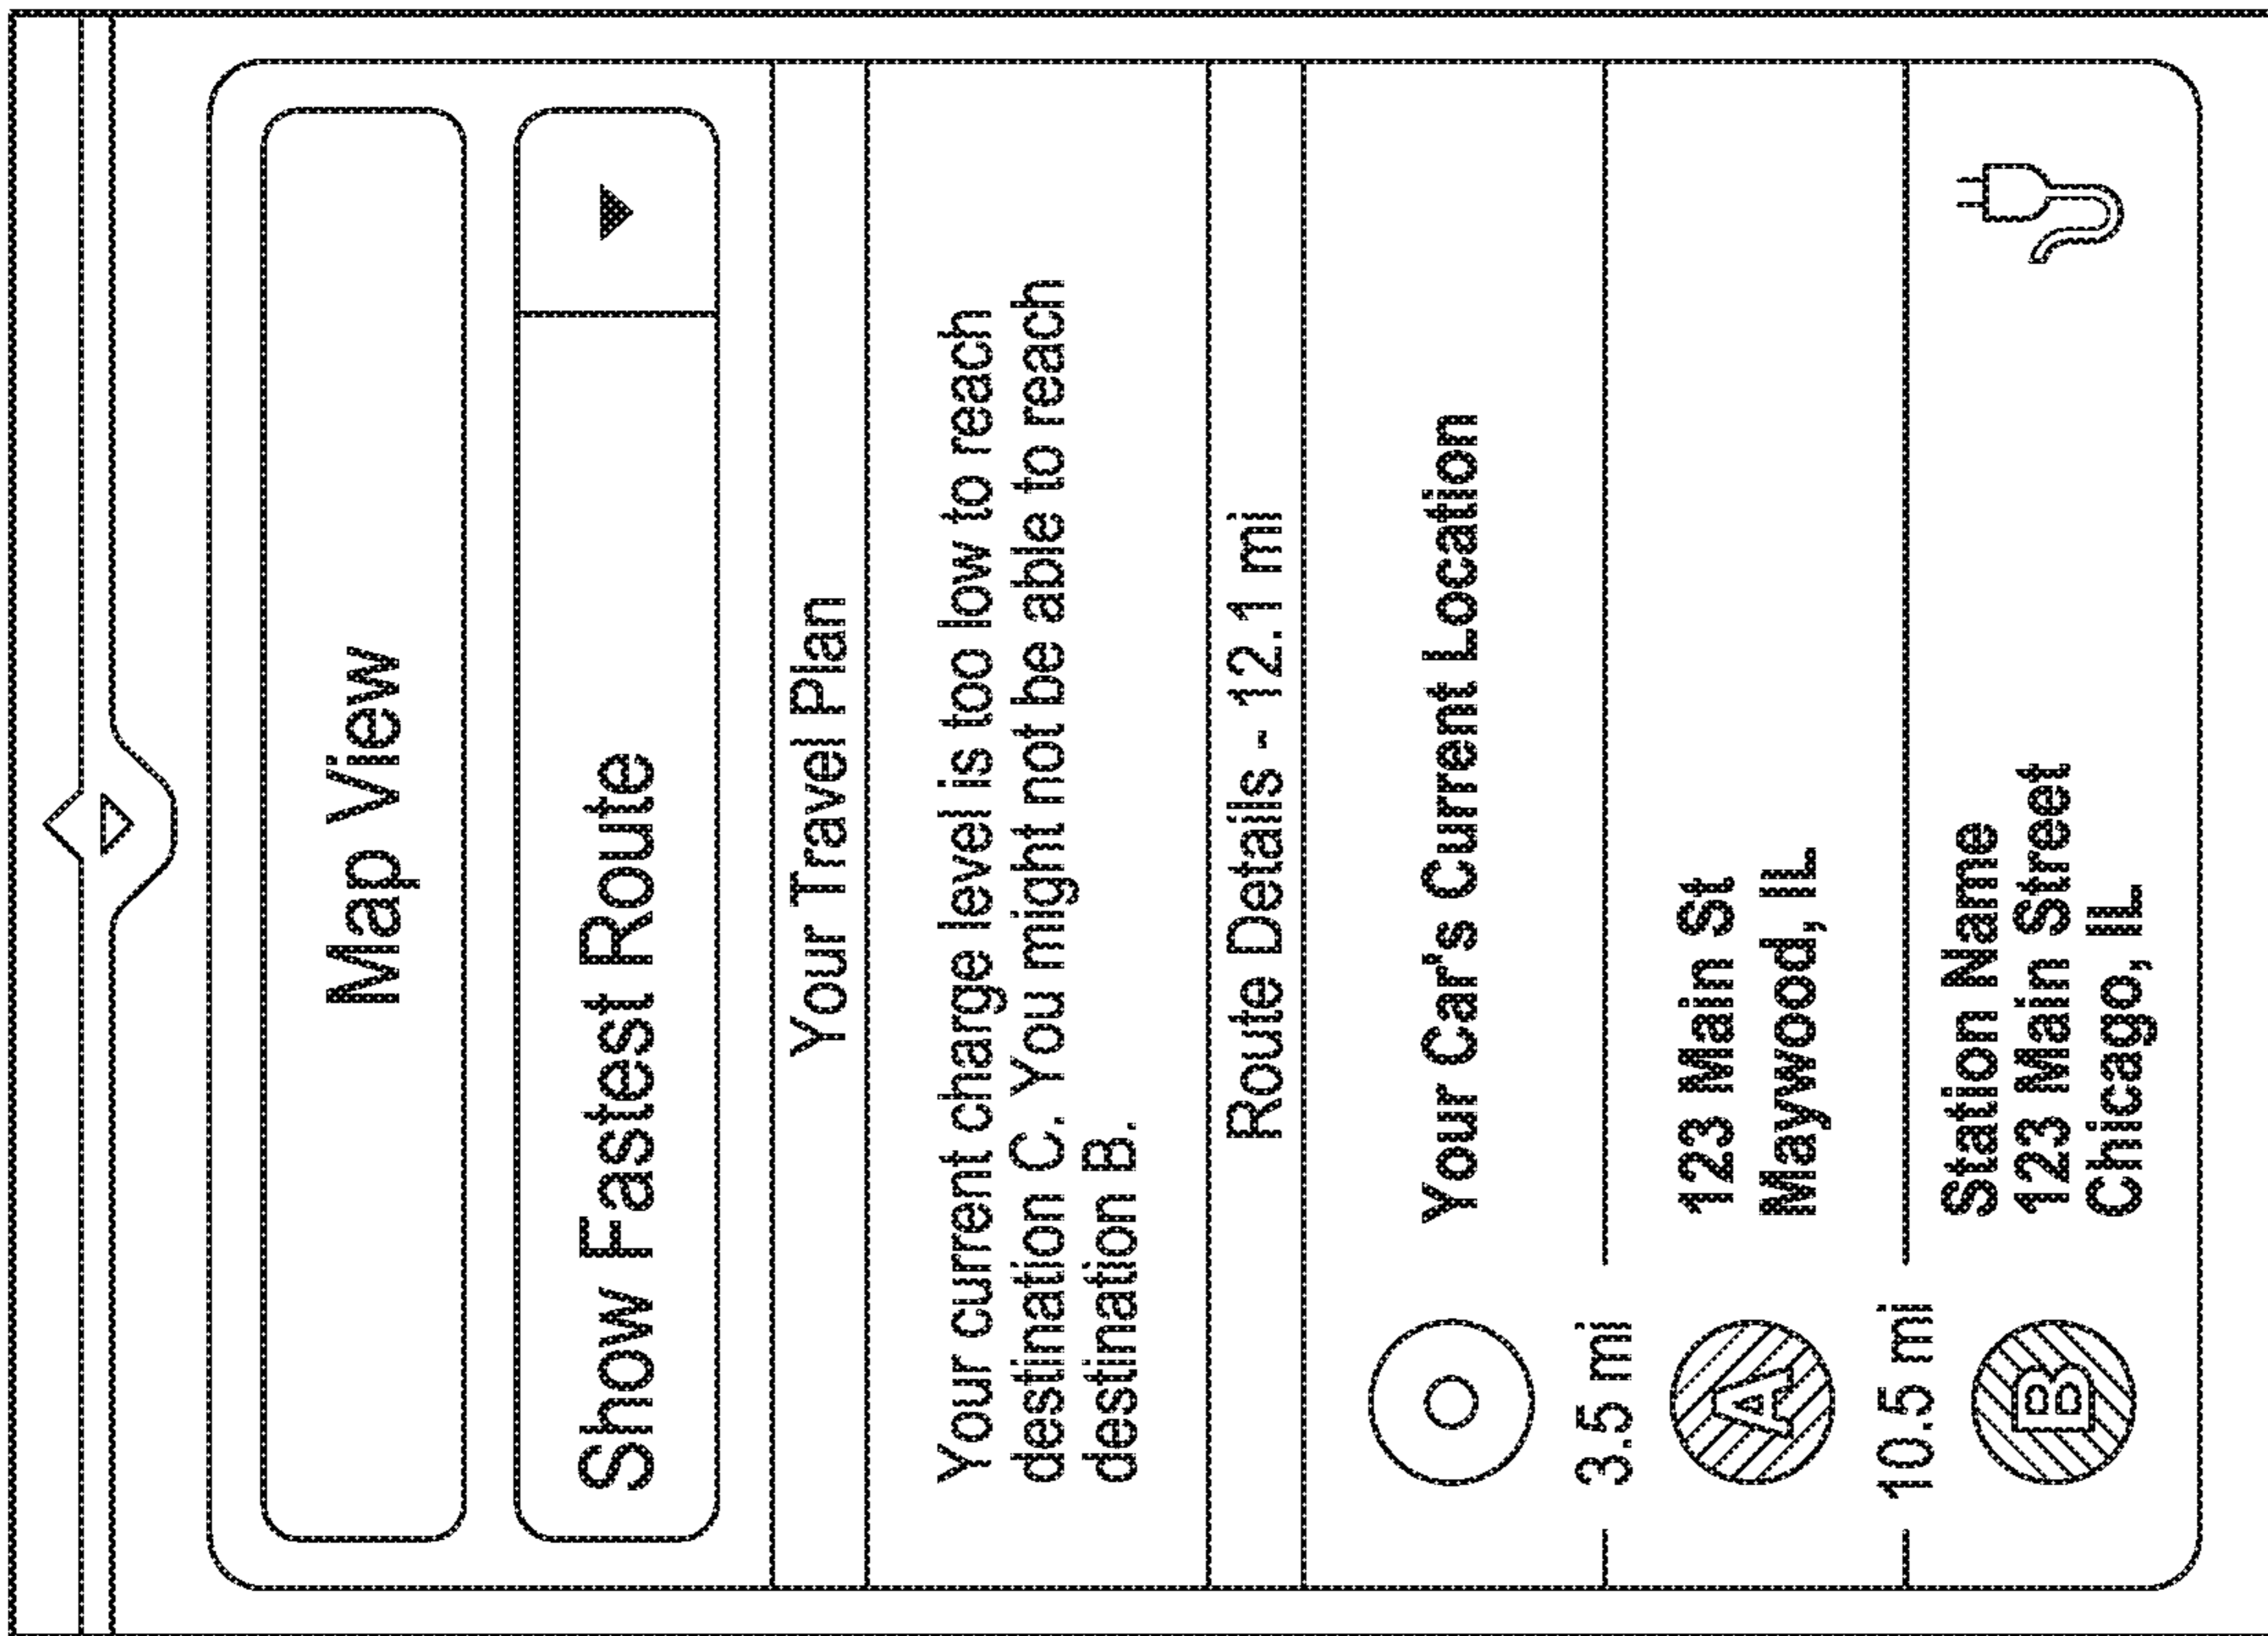 Map View
Show Fastest Route
Your Travel Plan
Your current charge level is too low to reach
destination C. You might not be able to reach
destination B.
Route Details - 12.1 mi
Your Car's Current Location
3.5 mi
A
123 Main St
Maywood, IL
10.5 mi
B
Station Name
123 Main Street
Chicago, IL